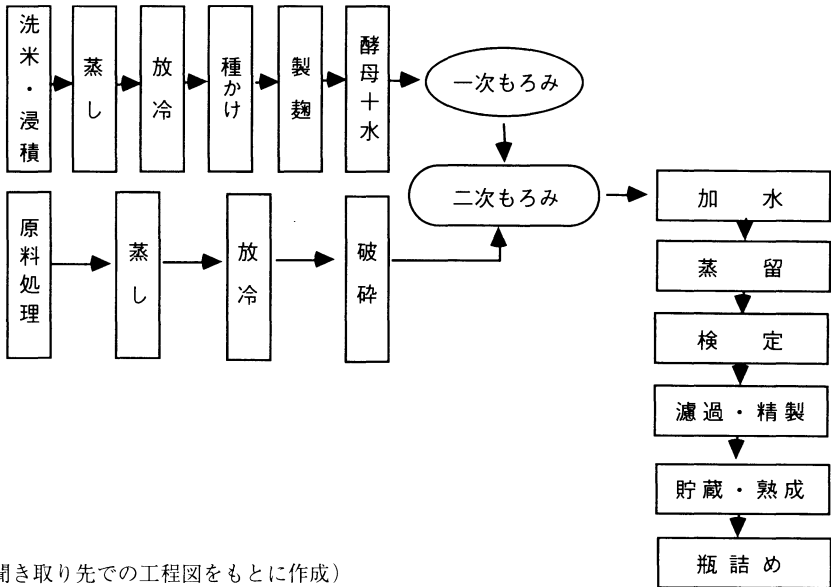 洗米・浸積
蒸し
放冷
種かけ
製麹
酵母＋水
一次もろみ
原料処理
蒸し
放冷
破砕
二次もろみ
加水
蒸留
検定
濾過・精製
貯蔵・熟成
瓶詰め
聞き取り先での工程図をもとに作成）